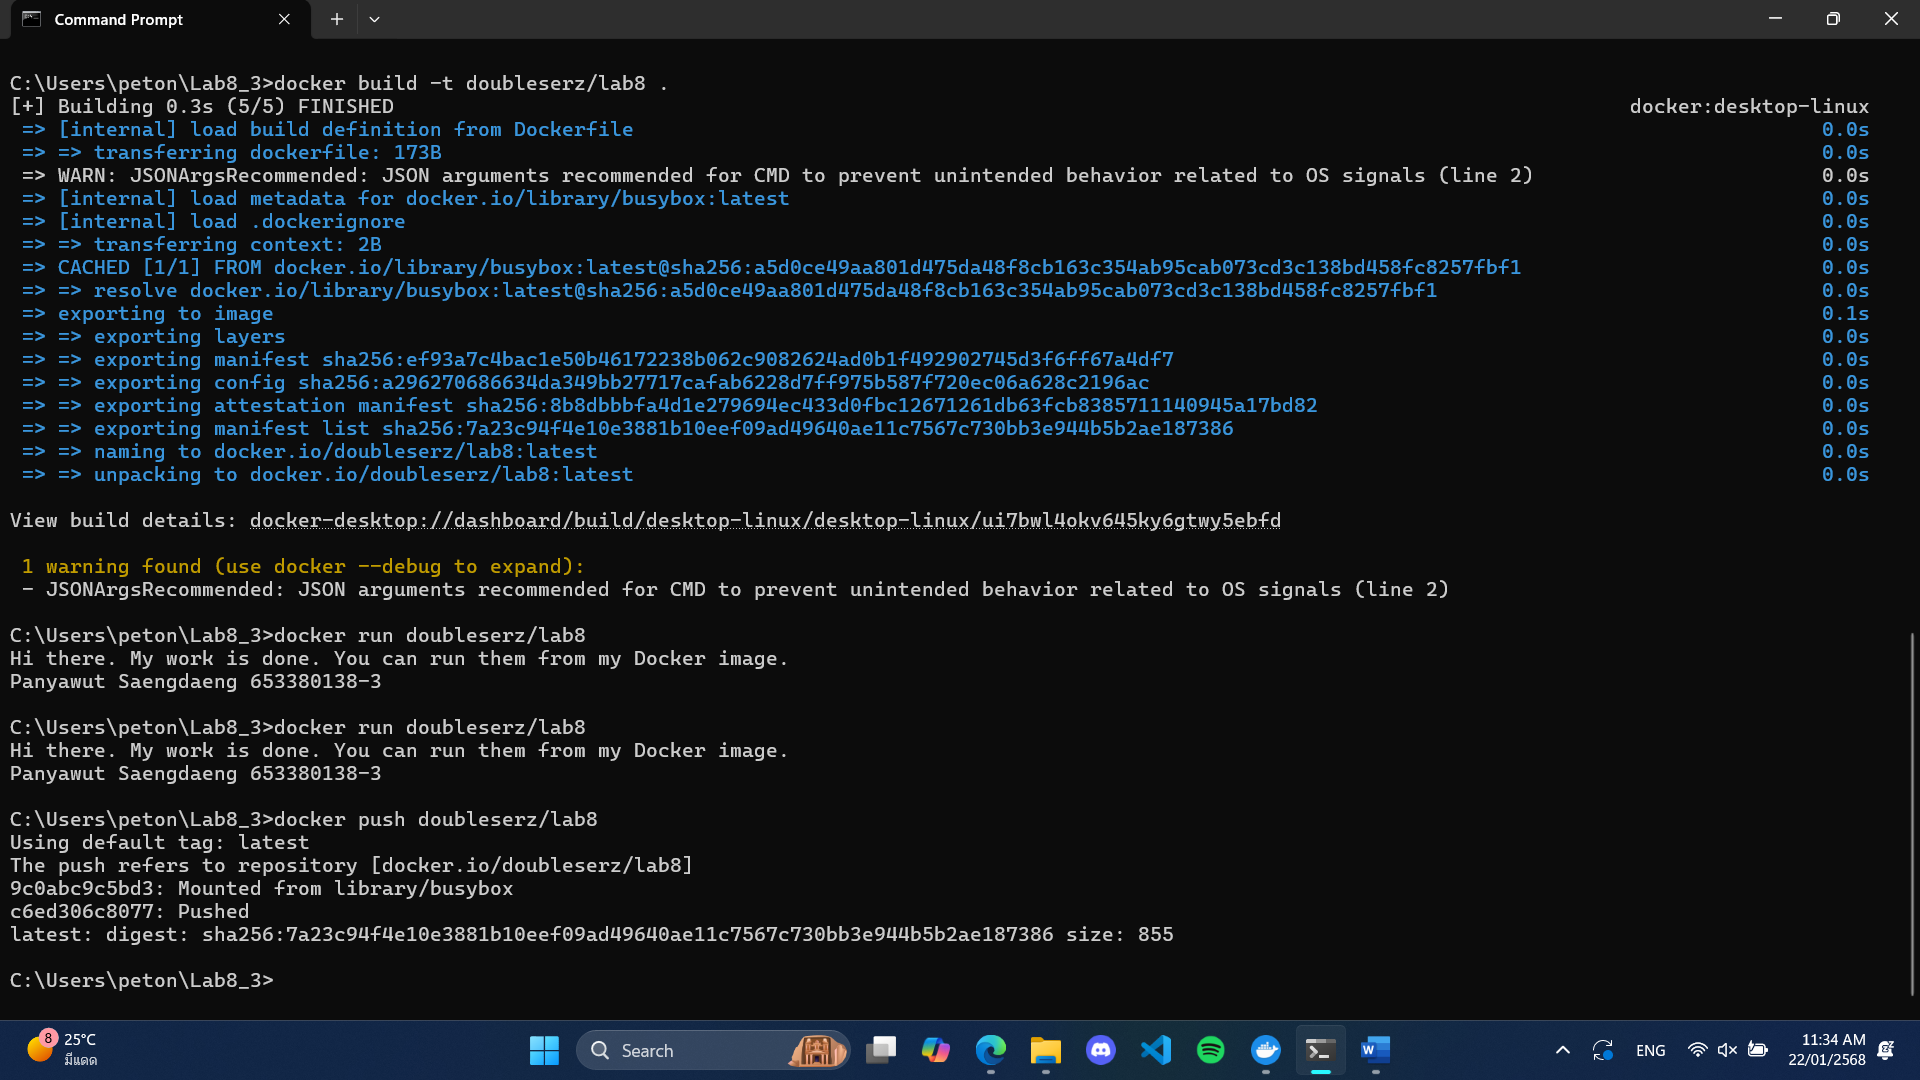 Command Prompt
C:\Users\peton\Lab8_3>docker build -t doubleserz/lab8 .
[+] Building 0.3s (5/5) FINISHED docker:desktop-linux
=> [internal] load build definition from Dockerfile 0.0s
=> => transferring dockerfile: 173B 0.0s
=> WARN: JSONArgsRecommended: JSON arguments recommended for CMD to prevent unintended behavior related to OS signals (line 2) 0.0s
=> [internal] load metadata for docker.io/library/busybox:latest 0.0s
=> [internal] load .dockerignore 0.0s
=> => transferring context: 2B 0.0s
=> CACHED [1/1] FROM docker.io/library/busybox:latest@sha256:a5d0ce49aa801d475da48f8cb163c354ab95cab073cd3c138bd458fc8257fbf1 0.0s
=> => resolve docker.io/library/busybox:latest@sha256:a5d0ce49aa801d475da48f8cb163c354ab95cab073cd3c138bd458fc8257fbf1 0.0s
=> exporting to image 0.1s
=> => exporting layers 0.0s
=> => exporting manifest sha256:ef93a7c4bac1e50b46172238b062c9082624ad0b1f492902745d3f6ff67a4df7 0.0s
=> => exporting config sha256:a296270686634da349bb27717cafab6228d7ff975b587f720ec06a628c2196ac 0.0s
=> => exporting attestation manifest sha256:8b8dbbbfa4d1e279694ec433d0fbc12671261db63fcb8385711140945a17bd82 0.0s
=> => exporting manifest list sha256:7a23c94f4e10e3881b10eef09ad49640ae11c7567c730bb3e944b5b2ae187386 0.0s
=> => naming to docker.io/doubleserz/lab8:latest 0.0s
=> => unpacking to docker.io/doubleserz/lab8:latest 0.0s
View build details: docker-desktop://dashboard/build/desktop-linux/desktop-linux/ui7bwl4okv645ky6gtwy5ebfd
1 warning found (use docker --debug to expand):
- JSONArgsRecommended: JSON arguments recommended for CMD to prevent unintended behavior related to OS signals (line 2)
C:\Users\peton\Lab8_3>docker run doubleserz/lab8
Hi there. My work is done. You can run them from my Docker image.
Panyawut Saengdaeng 653380138-3
C:\Users\peton\Lab8_3>docker run doubleserz/lab8
Hi there. My work is done. You can run them from my Docker image.
Panyawut Saengdaeng 653380138-3
C:\Users\peton\Lab8_3>docker push doubleserz/lab8
Using default tag: latest
The push refers to repository [docker.io/doubleserz/lab8]
9c0abc9c5bd3: Mounted from library/busybox
c6ed306c8077: Pushed
latest: digest: sha256:7a23c94f4e10e3881b10eef09ad49640ae11c7567c730bb3e944b5b2ae187386 size: 855
C:\Users\peton\Lab8_3>
8 25°C
มีแดด
Search
ENG
11:34 AM
22/01/2568